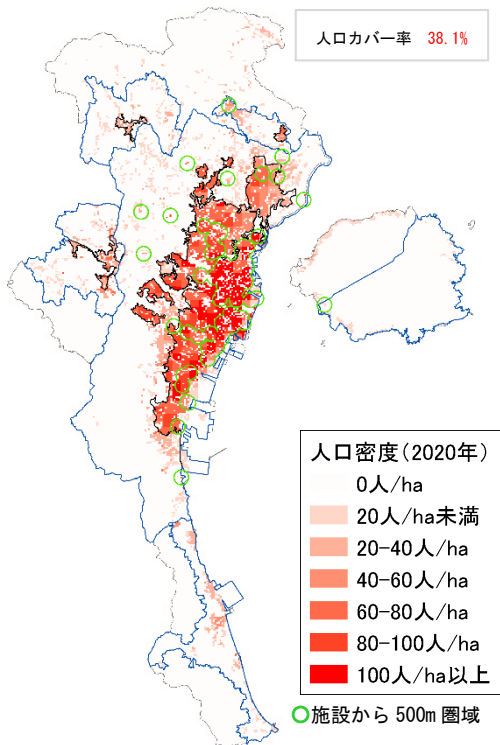 人口カバー率 38.1%
人口密度(2020年)
0人/ha
20人/ha未満
20-40人/ha
40-60人/ha
60-80人/ha
80-100人/ha
100人/ha以上
施設から500m圏域